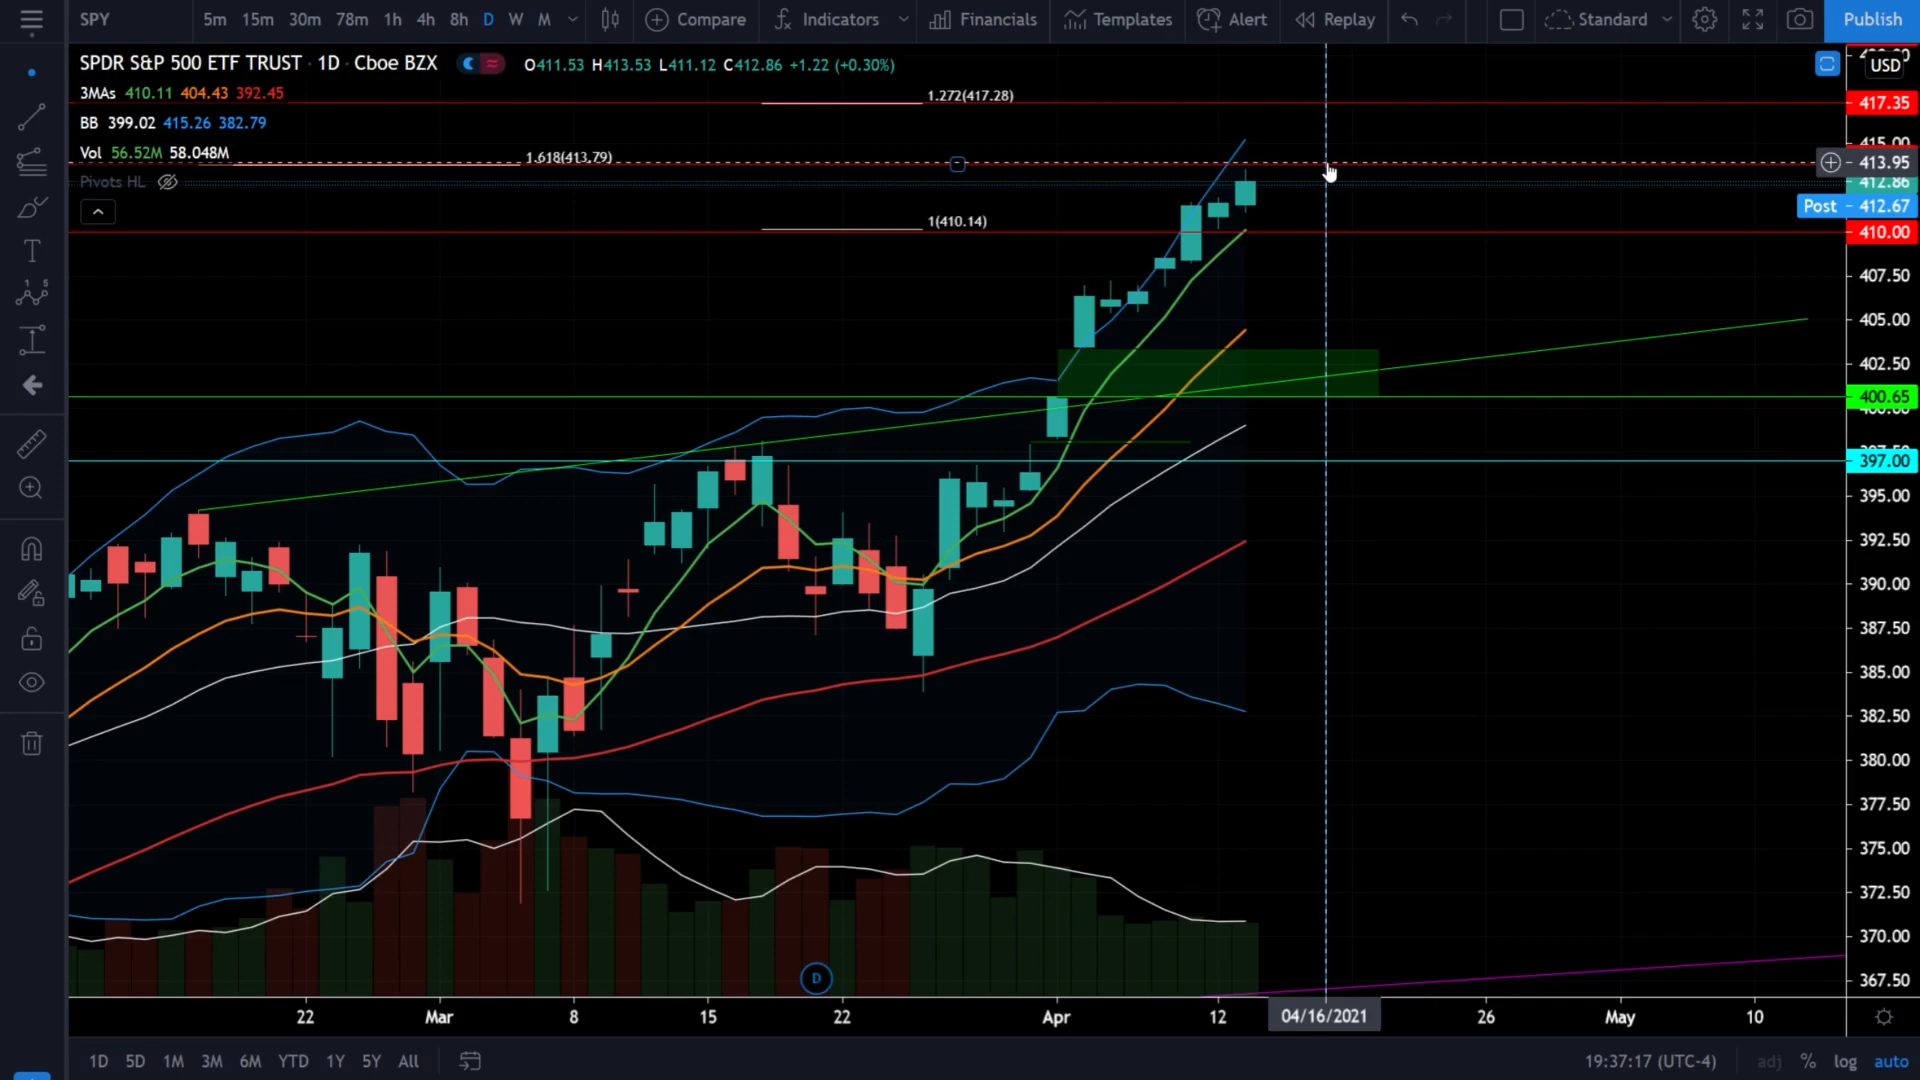 SPY 5m 15m 30m 78m 1h 4h 8h D W M Compare Indicators Financials Templates Alert Replay Standard Publish
SPDR S&P 500 ETF TRUST · 1D · Cboe BZX O411.53 H413.53 L411.12 C412.86 +1.22 (+0.30%)
USD
3MAs 410.11 404.43 392.45
1.272(417.28)
417.35
BB 399.02 415.26 382.79
415.00
Vol 56.52M 58.048M
1.618(413.79)
413.95
Pivots HL
412.86
Post 412.67
1(410.14)
410.00
407.50
405.00
402.50
400.65
397.00
395.00
392.50
390.00
387.50
385.00
382.50
380.00
377.50
375.00
372.50
370.00
D
367.50
22 Mar 8 15 22 Apr 12 04/16/2021 26 May 10
1D 5D 1M 3M 6M YTD 1Y 5Y All 19:37:17 (UTC-4) adj % log auto